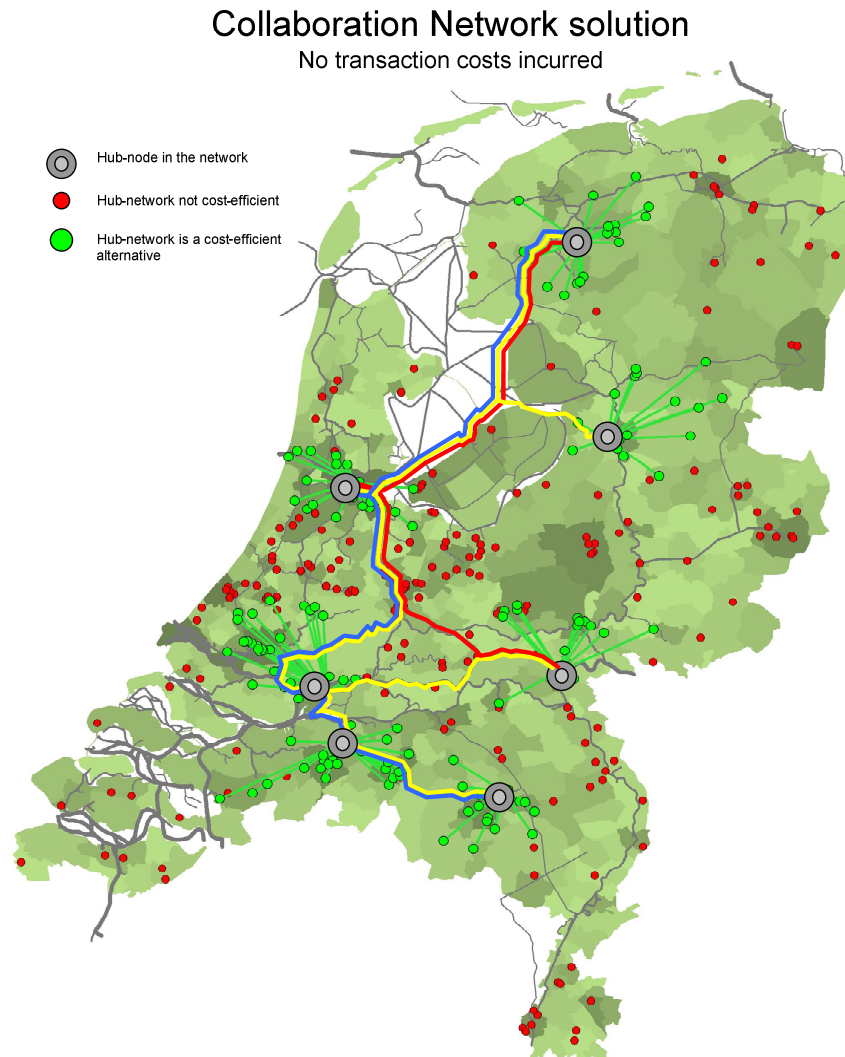 Collaboration Network solution
No transaction costs incurred
Hub-node in the network
Hub-network not cost-efficient
Hub-network is a cost-efficient
alternative